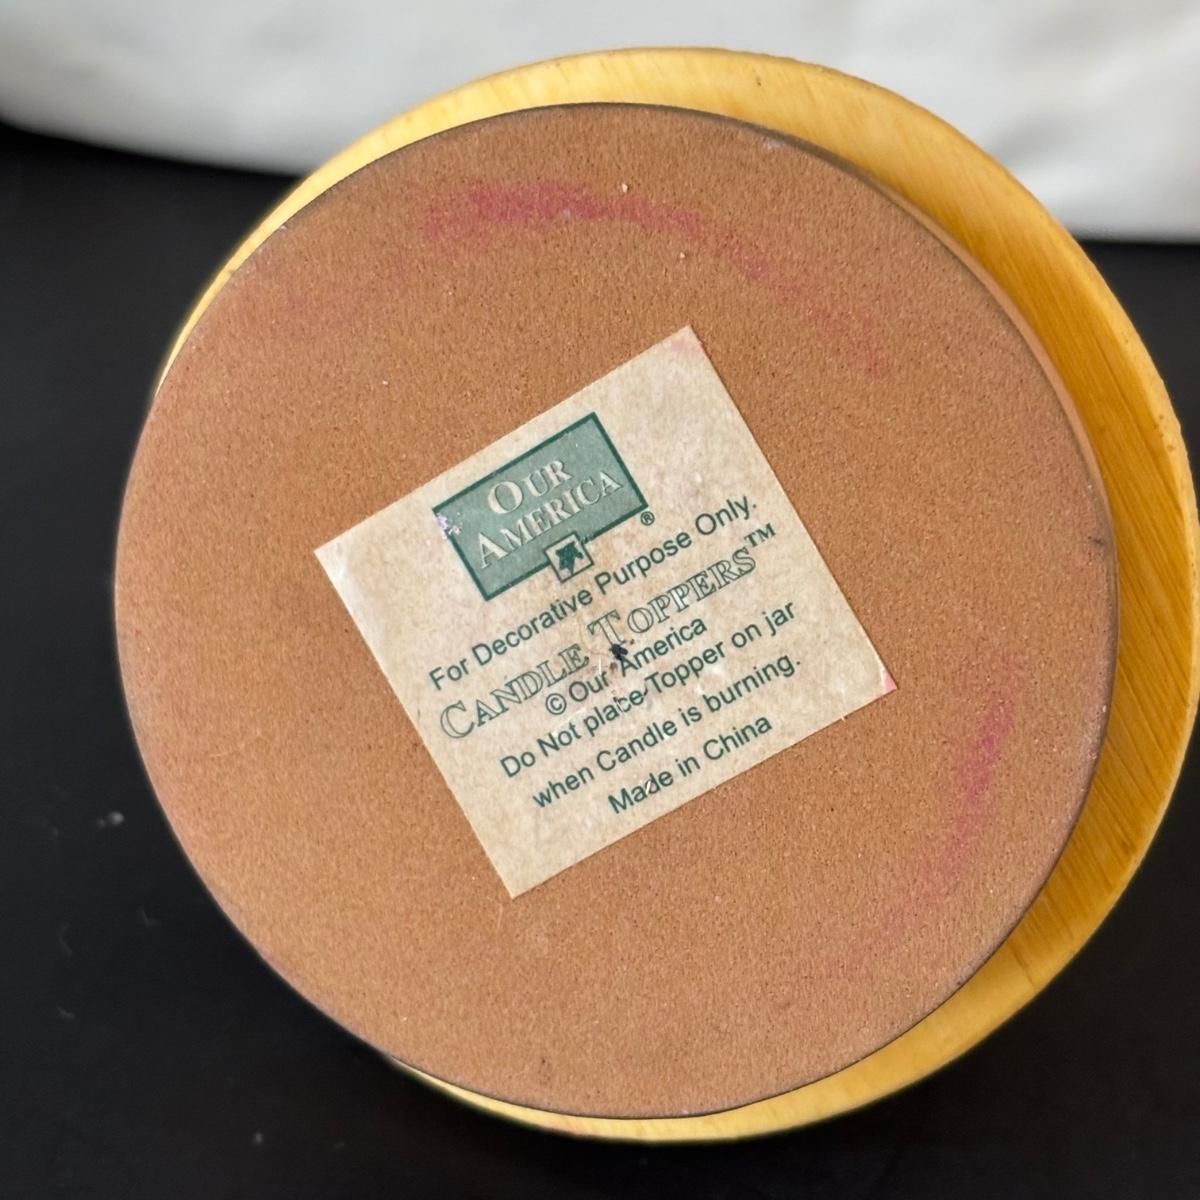 OUR
AMERICA®
For Decorative Purpose Only.
CANDLE TOPPERS™
©Our America
Do Not place Topper on jar
when Candle is burning.
Made in China